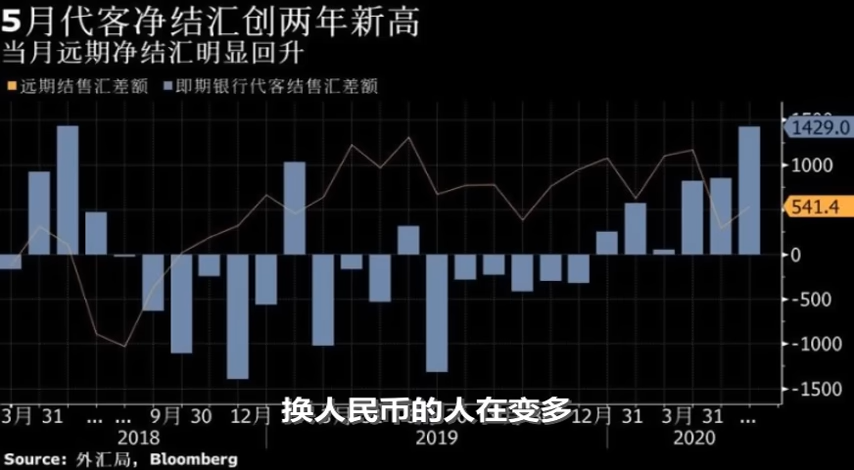 5月代客净结汇创两年新高
当月远期净结汇明显回升
远期结售汇差额 即期银行代客结售汇差额
1429.0
1000
541.4
0
-500
-1000
-1500
3月 31 ... ... 9月 30 12月 12月 31 3月 31 ...
换人民币的人在变多
2018 2019 2020
Source: 外汇局, Bloomberg